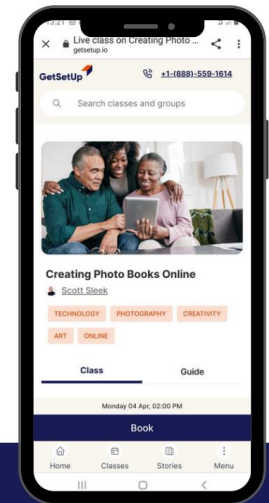 13:21
Live class on Creating Photo ...
getsetup.io
GetSetUp
+1-(888)-559-1614
Search classes and groups
Creating Photo Books Online
Scott Sleek
TECHNOLOGY PHOTOGRAPHY CREATIVITY
ART ONLINE
Class Guide
Monday 04 Apr, 02:00 PM
Book
Home Classes Stories Menu